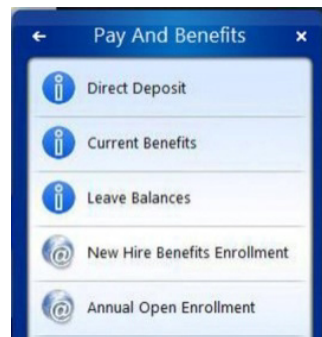 Pay And Benefits
Direct Deposit
Current Benefits
Leave Balances
New Hire Benefits Enrollment
Annual Open Enrollment